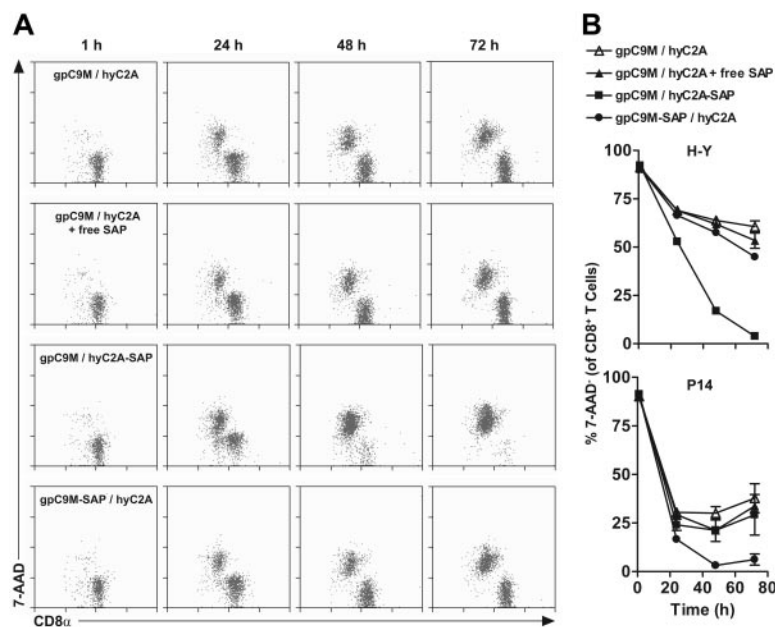 A
1 h 24 h 48 h 72 h
gpC9M / hyC2A
gpC9M / hyC2A
+ free SAP
gpC9M / hyC2A-SAP
gpC9M-SAP / hyC2A
7-AAD
CD8α
B
gpC9M / hyC2A
gpC9M / hyC2A + free SAP
gpC9M / hyC2A-SAP
gpC9M-SAP / hyC2A
H-Y
100
75
50
25
0
P14
100
75
50
25
0
0 20 40 60 80
Time (h)
% 7-AAD⁻ (of CD8⁺ T Cells)